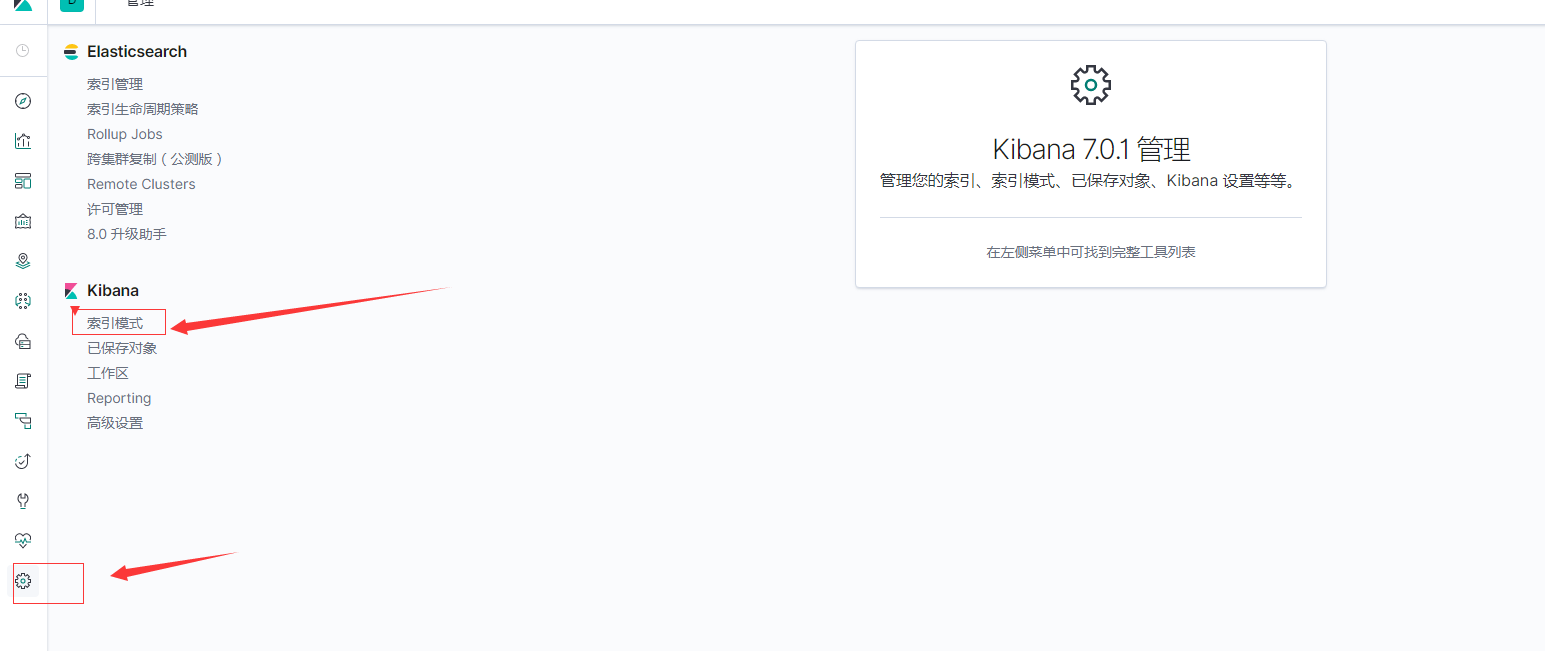 D
管理
Elasticsearch
索引管理
索引生命周期策略
Rollup Jobs
跨集群复制（公测版）
Remote Clusters
许可管理
8.0 升级助手
Kibana
索引模式
已保存对象
工作区
Reporting
高级设置
Kibana 7.0.1 管理
管理您的索引、索引模式、已保存对象、Kibana 设置等等。
在左侧菜单中可找到完整工具列表